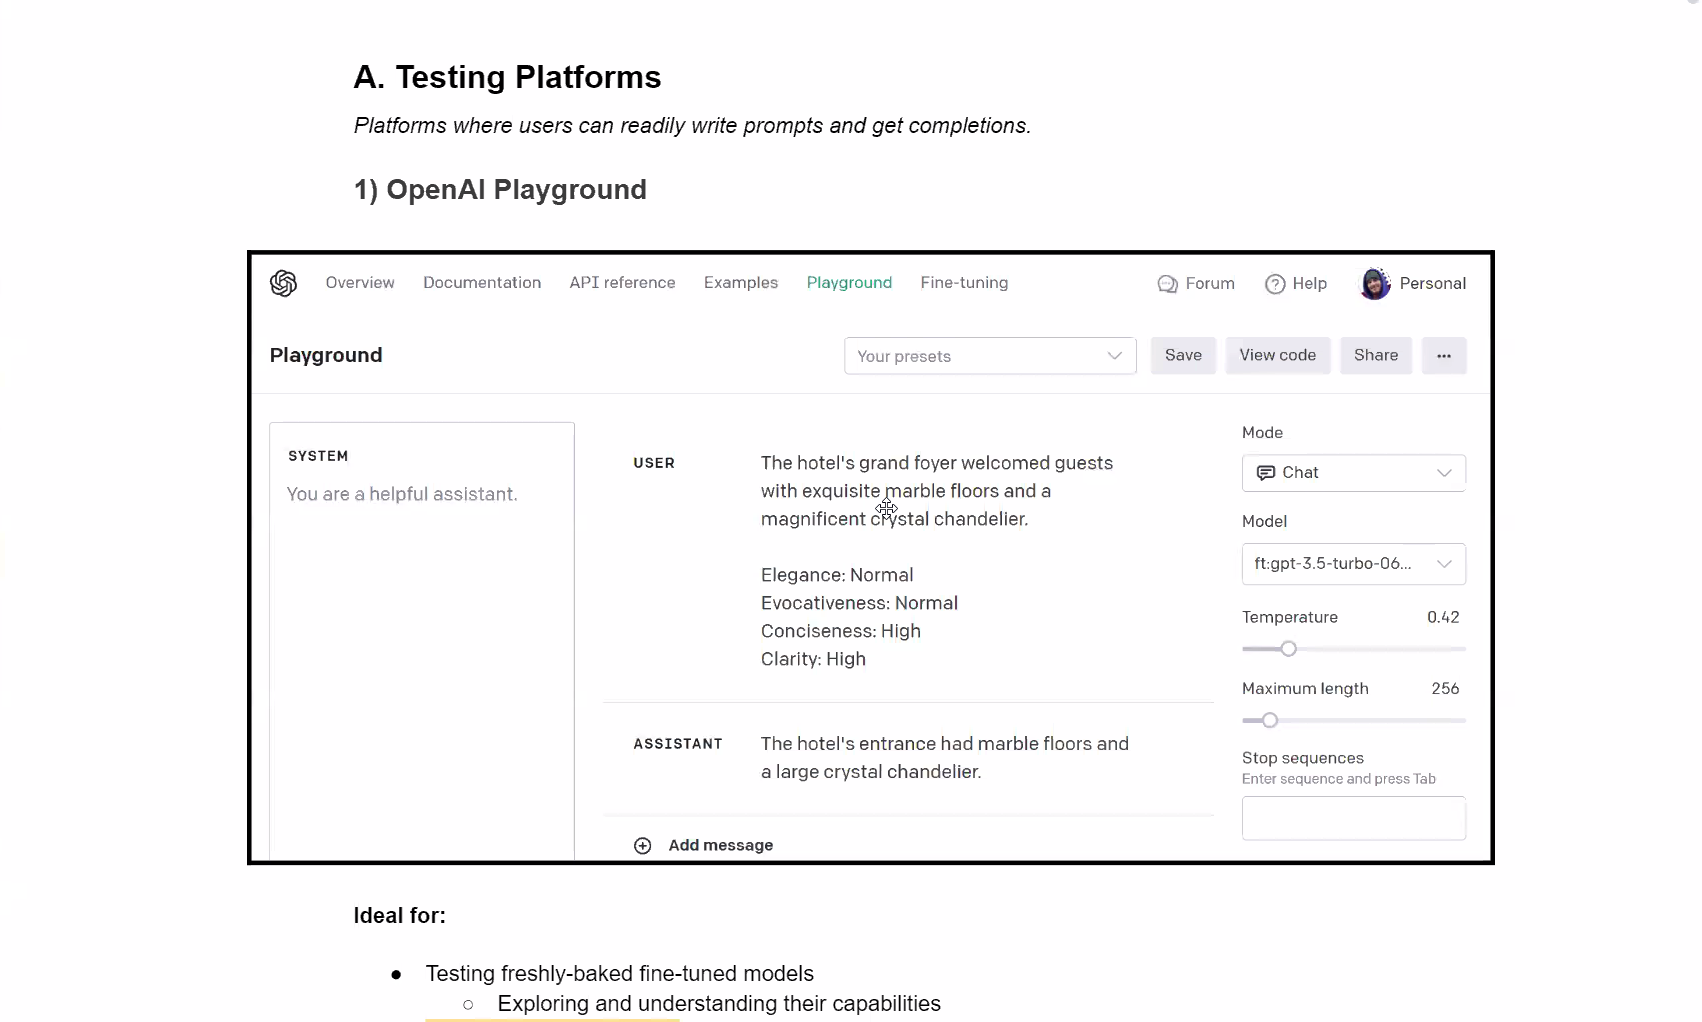 A. Testing Platforms
Platforms where users can readily write prompts and get completions.
1) OpenAI Playground
Overview Documentation API reference Examples Playground Fine-tuning Forum Help Personal
Playground Your presets Save View code Share ...
SYSTEM
You are a helpful assistant.
USER
The hotel's grand foyer welcomed guests
with exquisite marble floors and a
magnificent crystal chandelier.
Elegance: Normal
Evocativeness: Normal
Conciseness: High
Clarity: High
ASSISTANT
The hotel's entrance had marble floors and
a large crystal chandelier.
Add message
Mode
Chat
Model
ft:gpt-3.5-turbo-06...
Temperature 0.42
Maximum length 256
Stop sequences
Enter sequence and press Tab
Ideal for:
● Testing freshly-baked fine-tuned models
○ Exploring and understanding their capabilities